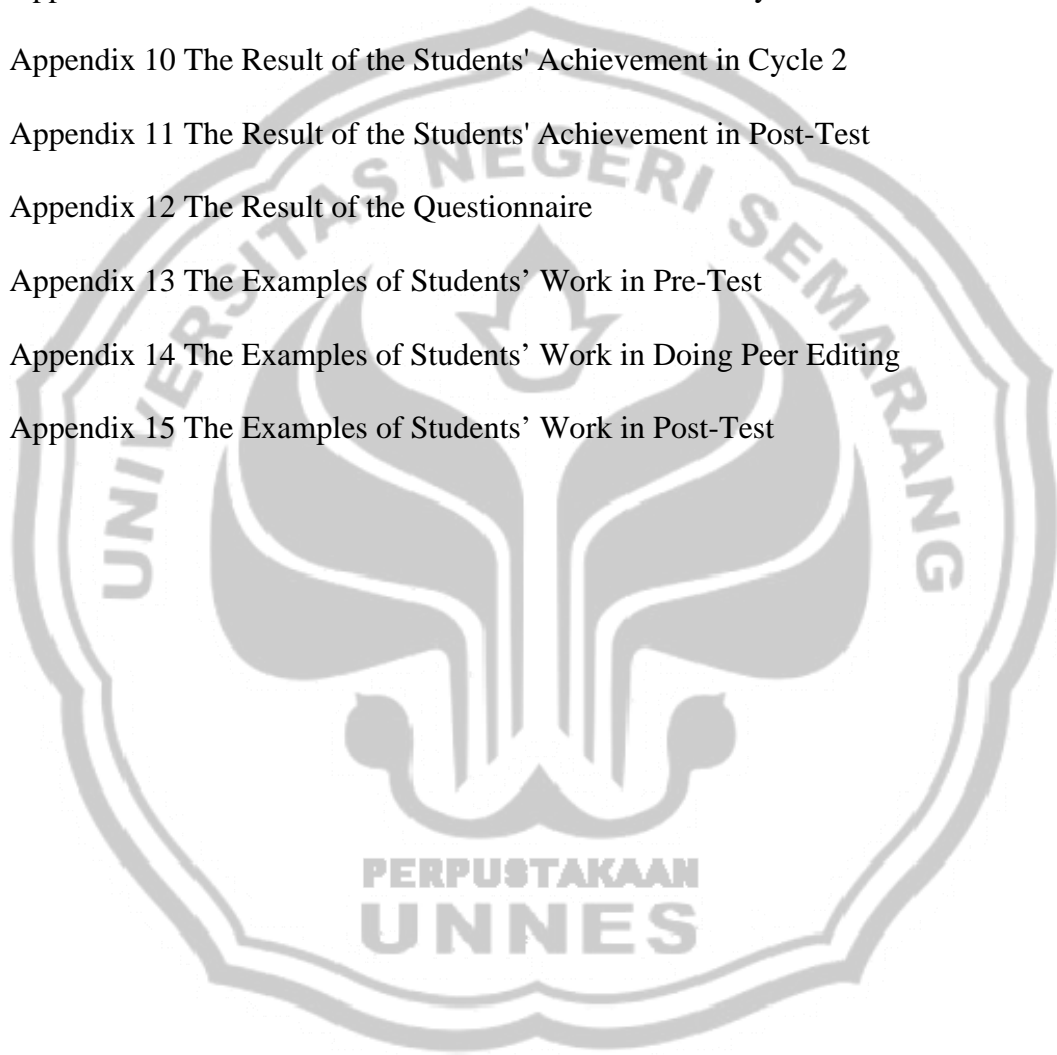 Appendix 10 The Result of the Students' Achievement in Cycle 2
Appendix 11 The Result of the Students' Achievement in Post-Test
Appendix 12 The Result of the Questionnaire
Appendix 13 The Examples of Students’ Work in Pre-Test
Appendix 14 The Examples of Students’ Work in Doing Peer Editing
Appendix 15 The Examples of Students’ Work in Post-Test
UNIVERSITAS NEGERI SEMARANG
PERPUSTAKAAN
UNNES